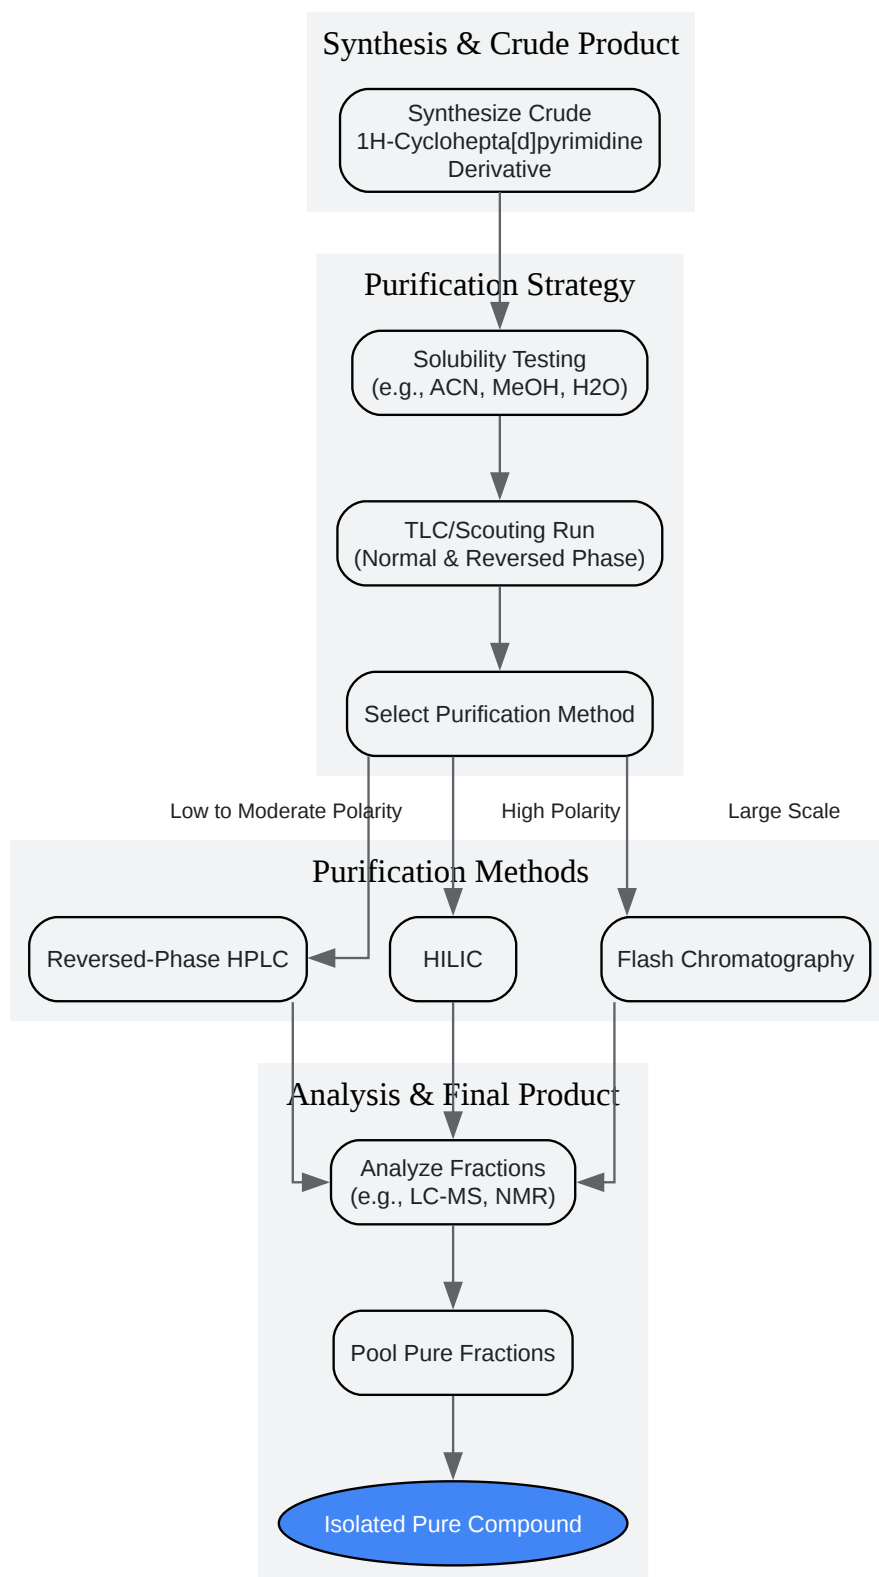 Synthesis & Crude Product
Synthesize Crude
1H-Cyclohepta[d]pyrimidine
Derivative
Purification Strategy
Solubility Testing
(e.g., ACN, MeOH, H2O)
TLC/Scouting Run
(Normal & Reversed Phase)
Select Purification Method
Low to Moderate Polarity
High Polarity
Large Scale
Purification Methods
Reversed-Phase HPLC
HILIC
Flash Chromatography
Analysis & Final Product
Analyze Fractions
(e.g., LC-MS, NMR)
Pool Pure Fractions
Isolated Pure Compound